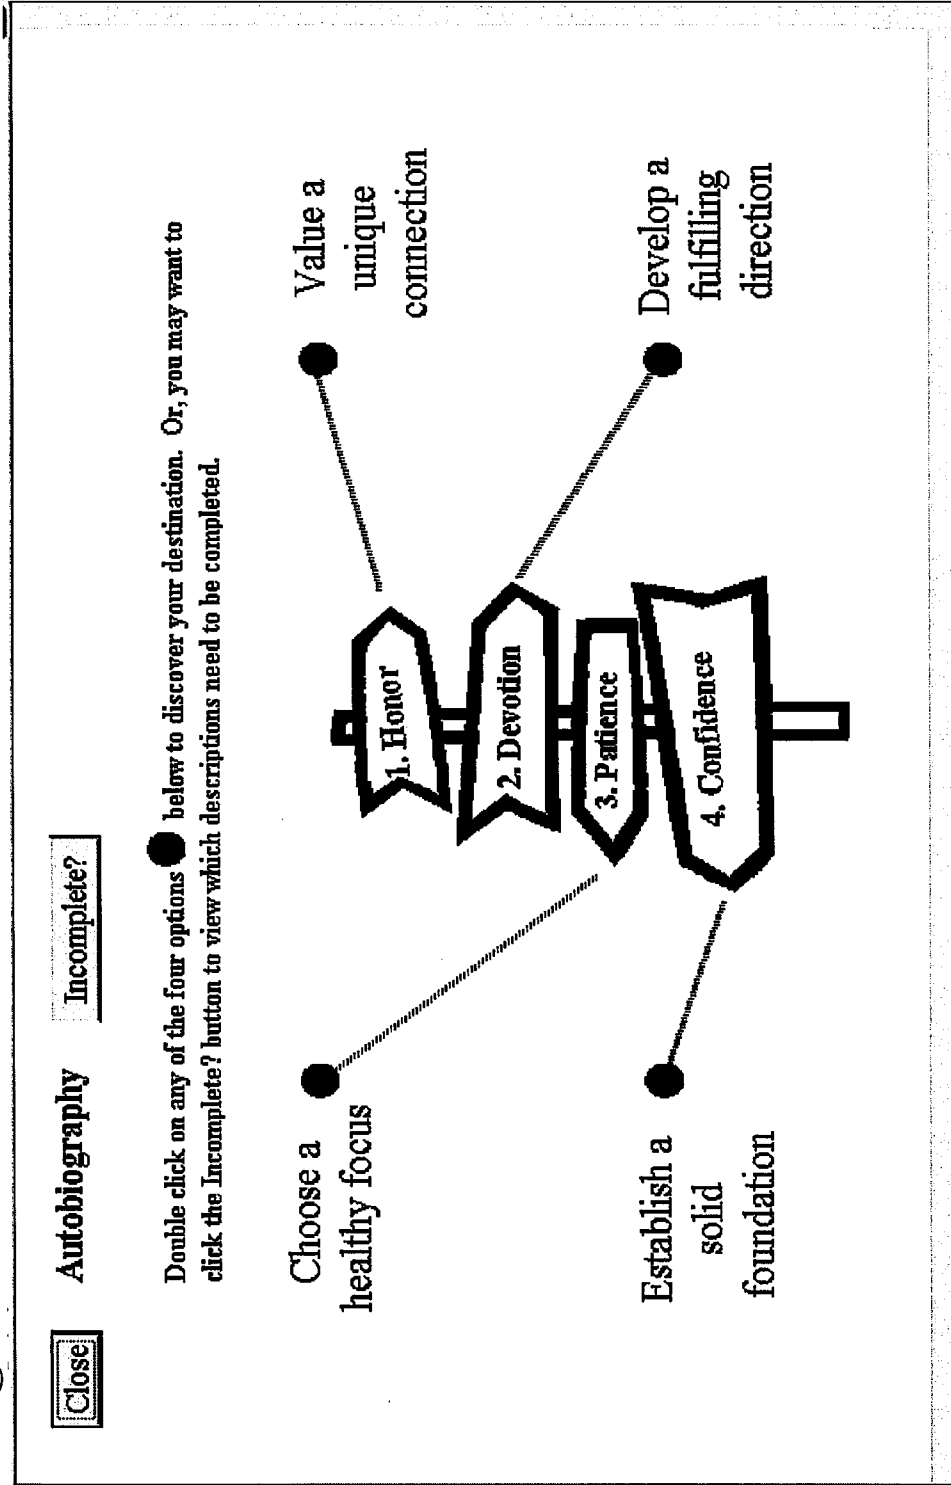 Close
Autobiography
Incomplete?
Double click on any of the four options below to discover your destination. Or, you may want to
click the Incomplete? button to view which descriptions need to be completed.
Choose a
healthy focus
Value a
unique
connection
1. Honor
2. Devotion
3. Patience
4. Confidence
Establish a
solid
foundation
Develop a
fulfilling
direction